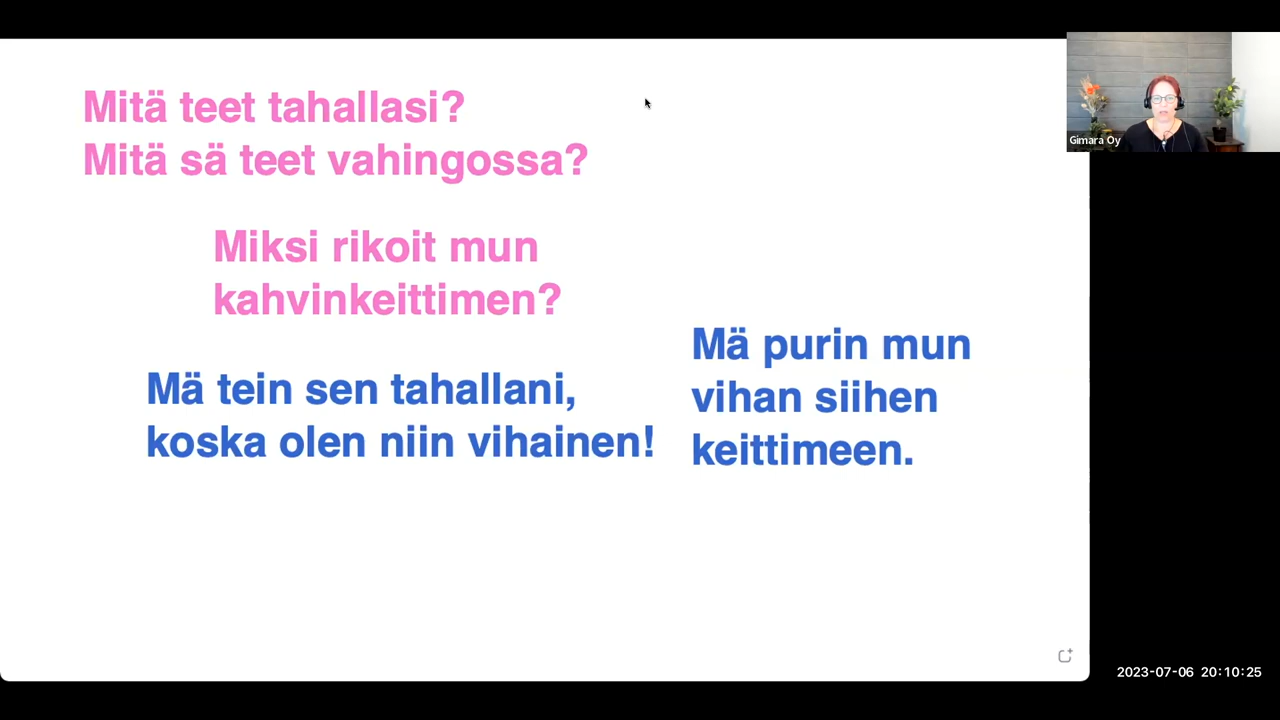 Mitä teet tahallasi?
Mitä sä teet vahingossa?
Miksi rikoit mun
kahvinkeittimen?
Mä tein sen tahallani,
koska olen niin vihainen!
Mä purin mun
vihan siihen
keittimeen.
Gimara Oy
2023-07-06 20:10:25